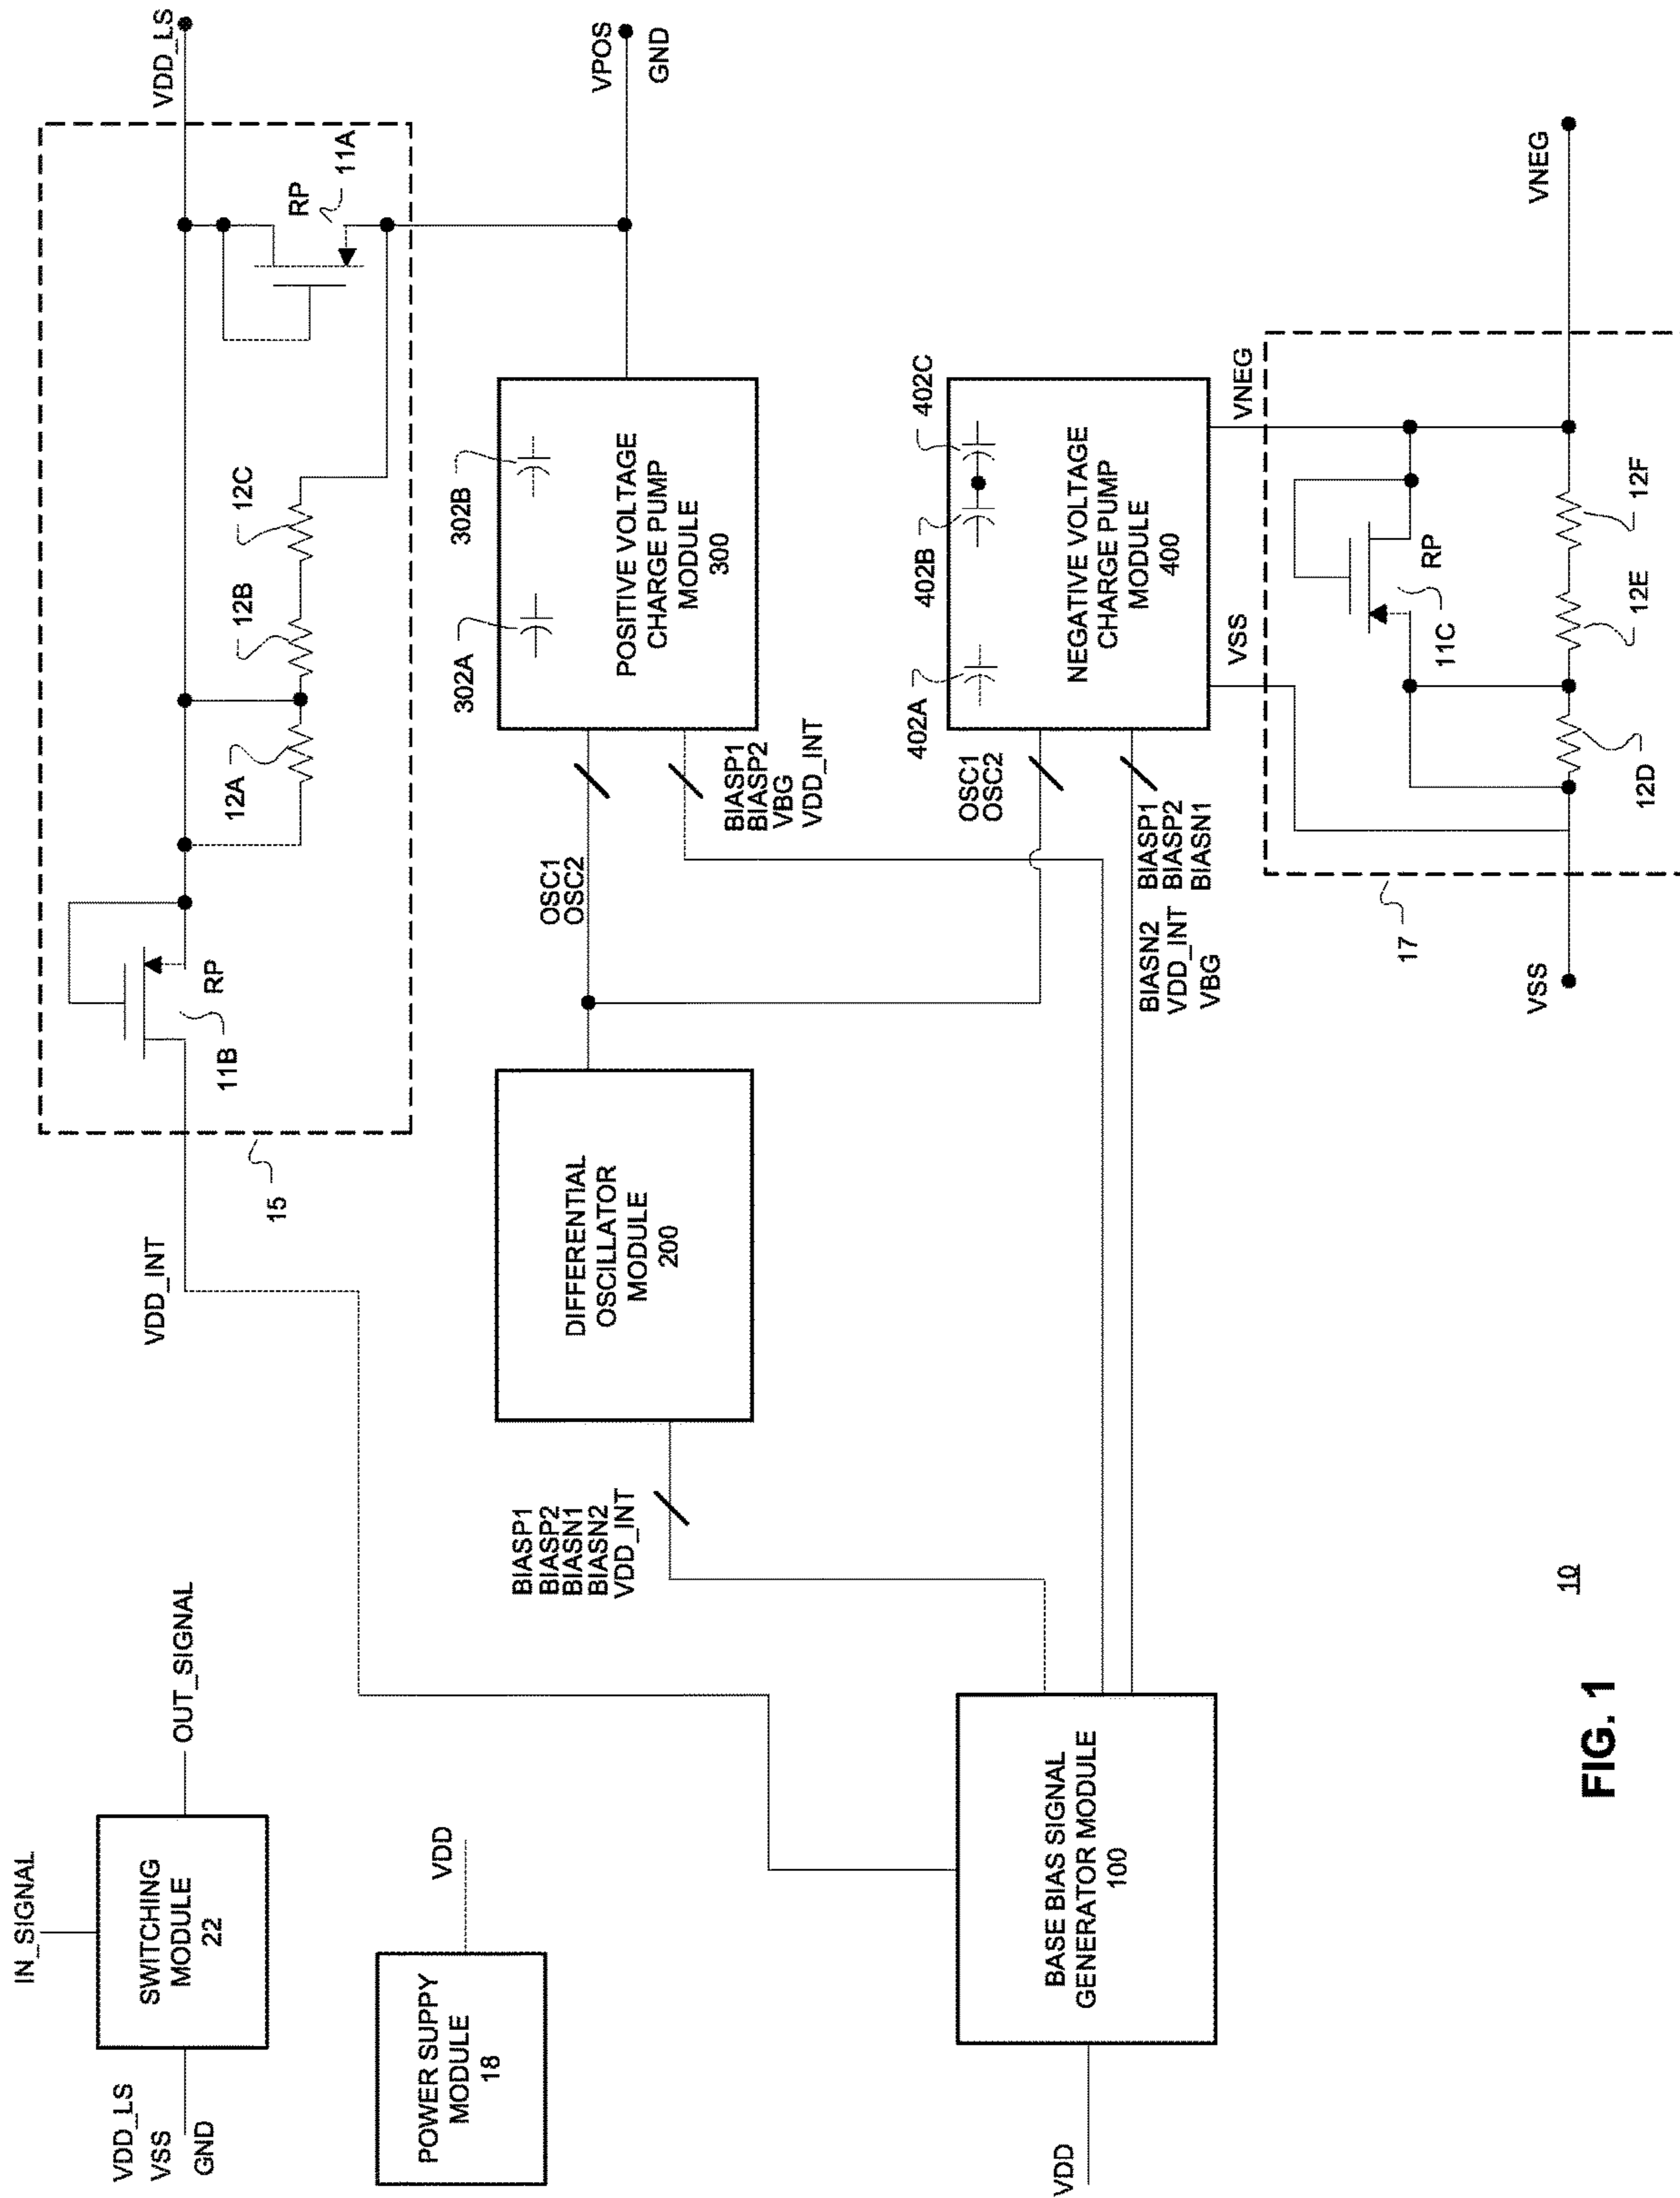 IN_SIGNAL
VDD_LS
VSS
GND
SWITCHING
MODULE
22
OUT_SIGNAL
POWER SUPPY
MODULE
18
VDD
VDD_INT
15
11B
RP
12A
12B
12C
RP
11A
VDD_LS
VPOS
GND
BIASP1
BIASP2
BIASN1
BIASN2
VDD_INT
DIFFERENTIAL
OSCILLATOR
MODULE
200
OSC1
OSC2
BIASP1
BIASP2
VBG
VDD_INT
302A
302B
POSITIVE VOLTAGE
CHARGE PUMP
MODULE
300
VDD
BASE BIAS SIGNAL
GENERATOR MODULE
100
OSC1
OSC2
BIASP1
BIASP2
BIASN1
BIASN2
VDD_INT
VBG
402A
402B
402C
NEGATIVE VOLTAGE
CHARGE PUMP
MODULE
400
VSS
VNEG
17
VSS
11C
RP
12D
12E
12F
VNEG
10
FIG. 1